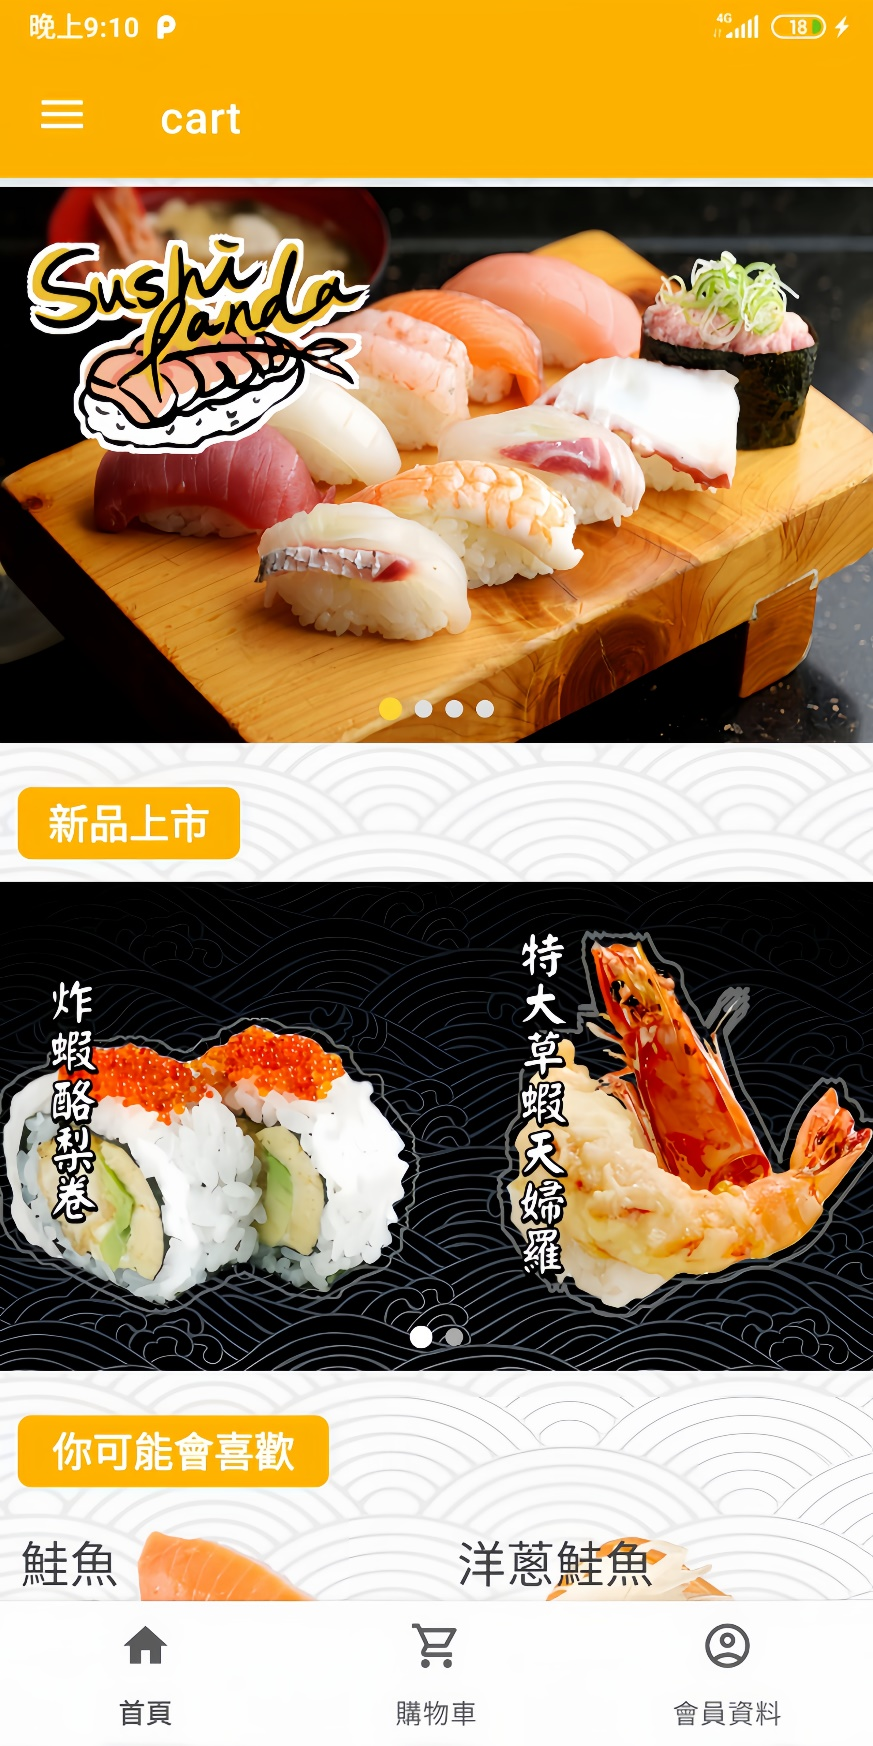 晚上9:10
4G
18
cart
Sushi
Panda
新品上市
炸蝦酪梨卷
特大草蝦天婦羅
你可能會喜歡
鮭魚
洋蔥鮭魚
首頁
購物車
會員資料